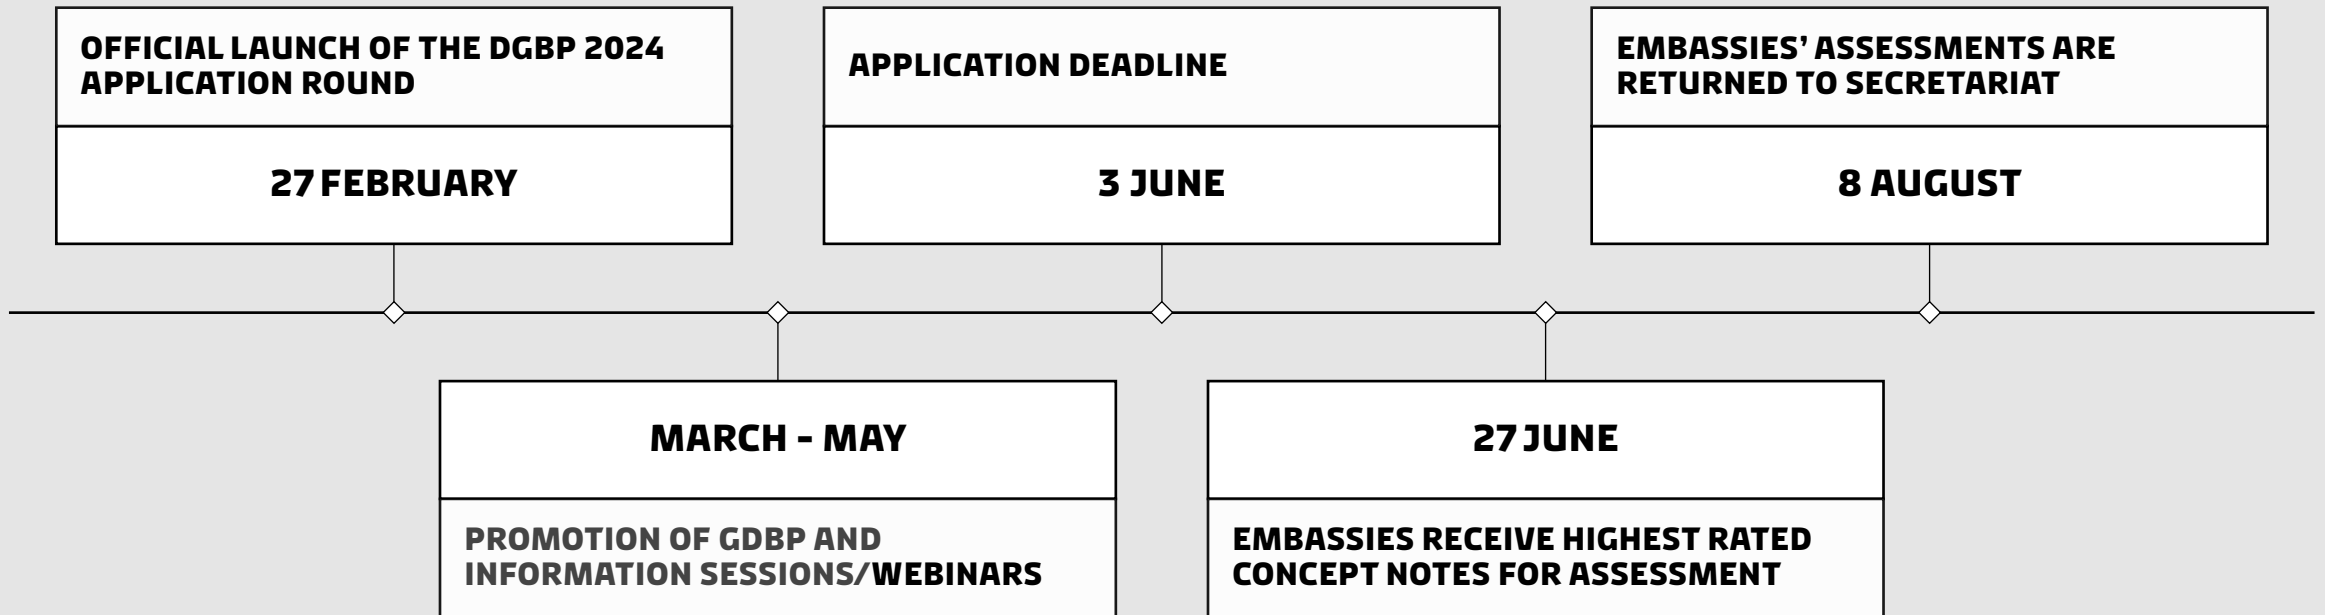 OFFICIAL LAUNCH OF THE DGBP 2024
APPLICATION ROUND
27 FEBRUARY
MARCH - MAY
PROMOTION OF GDBP AND
INFORMATION SESSIONS/WEBINARS
APPLICATION DEADLINE
3 JUNE
27 JUNE
EMBASSIES RECEIVE HIGHEST RATED
CONCEPT NOTES FOR ASSESSMENT
EMBASSIES’ ASSESSMENTS ARE
RETURNED TO SECRETARIAT
8 AUGUST